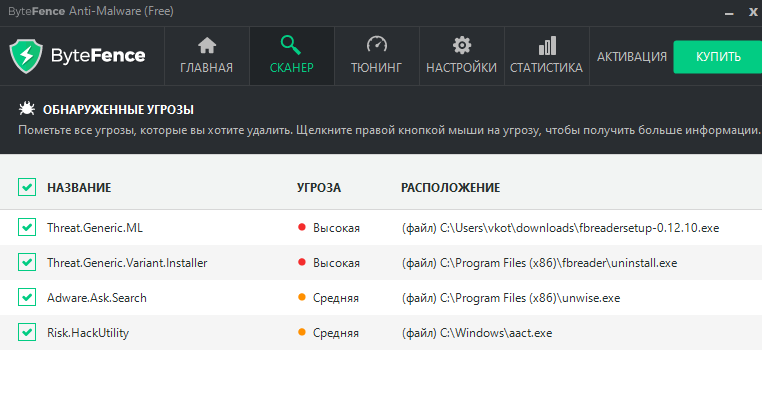 ByteFence Anti-Malware (Free)
ByteFence
ГЛАВНАЯ
СКАНЕР
ТЮНИНГ
НАСТРОЙКИ
СТАТИСТИКА
АКТИВАЦИЯ
КУПИТЬ
ОБНАРУЖЕННЫЕ УГРОЗЫ
Пометьте все угрозы, которые вы хотите удалить. Щелкните правой кнопкой мыши на угрозу, чтобы получить больше информации.
НАЗВАНИЕ УГРОЗА РАСПОЛОЖЕНИЕ
Threat.Generic.ML Высокая (файл) C:\Users\vkot\downloads\fbreadersetup-0.12.10.exe
Threat.Generic.Variant.Installer Высокая (файл) C:\Program Files (x86)\fbreader\uninstall.exe
Adware.Ask.Search Средняя (файл) C:\Program Files (x86)\unwise.exe
Risk.HackUtility Средняя (файл) C:\Windows\aact.exe